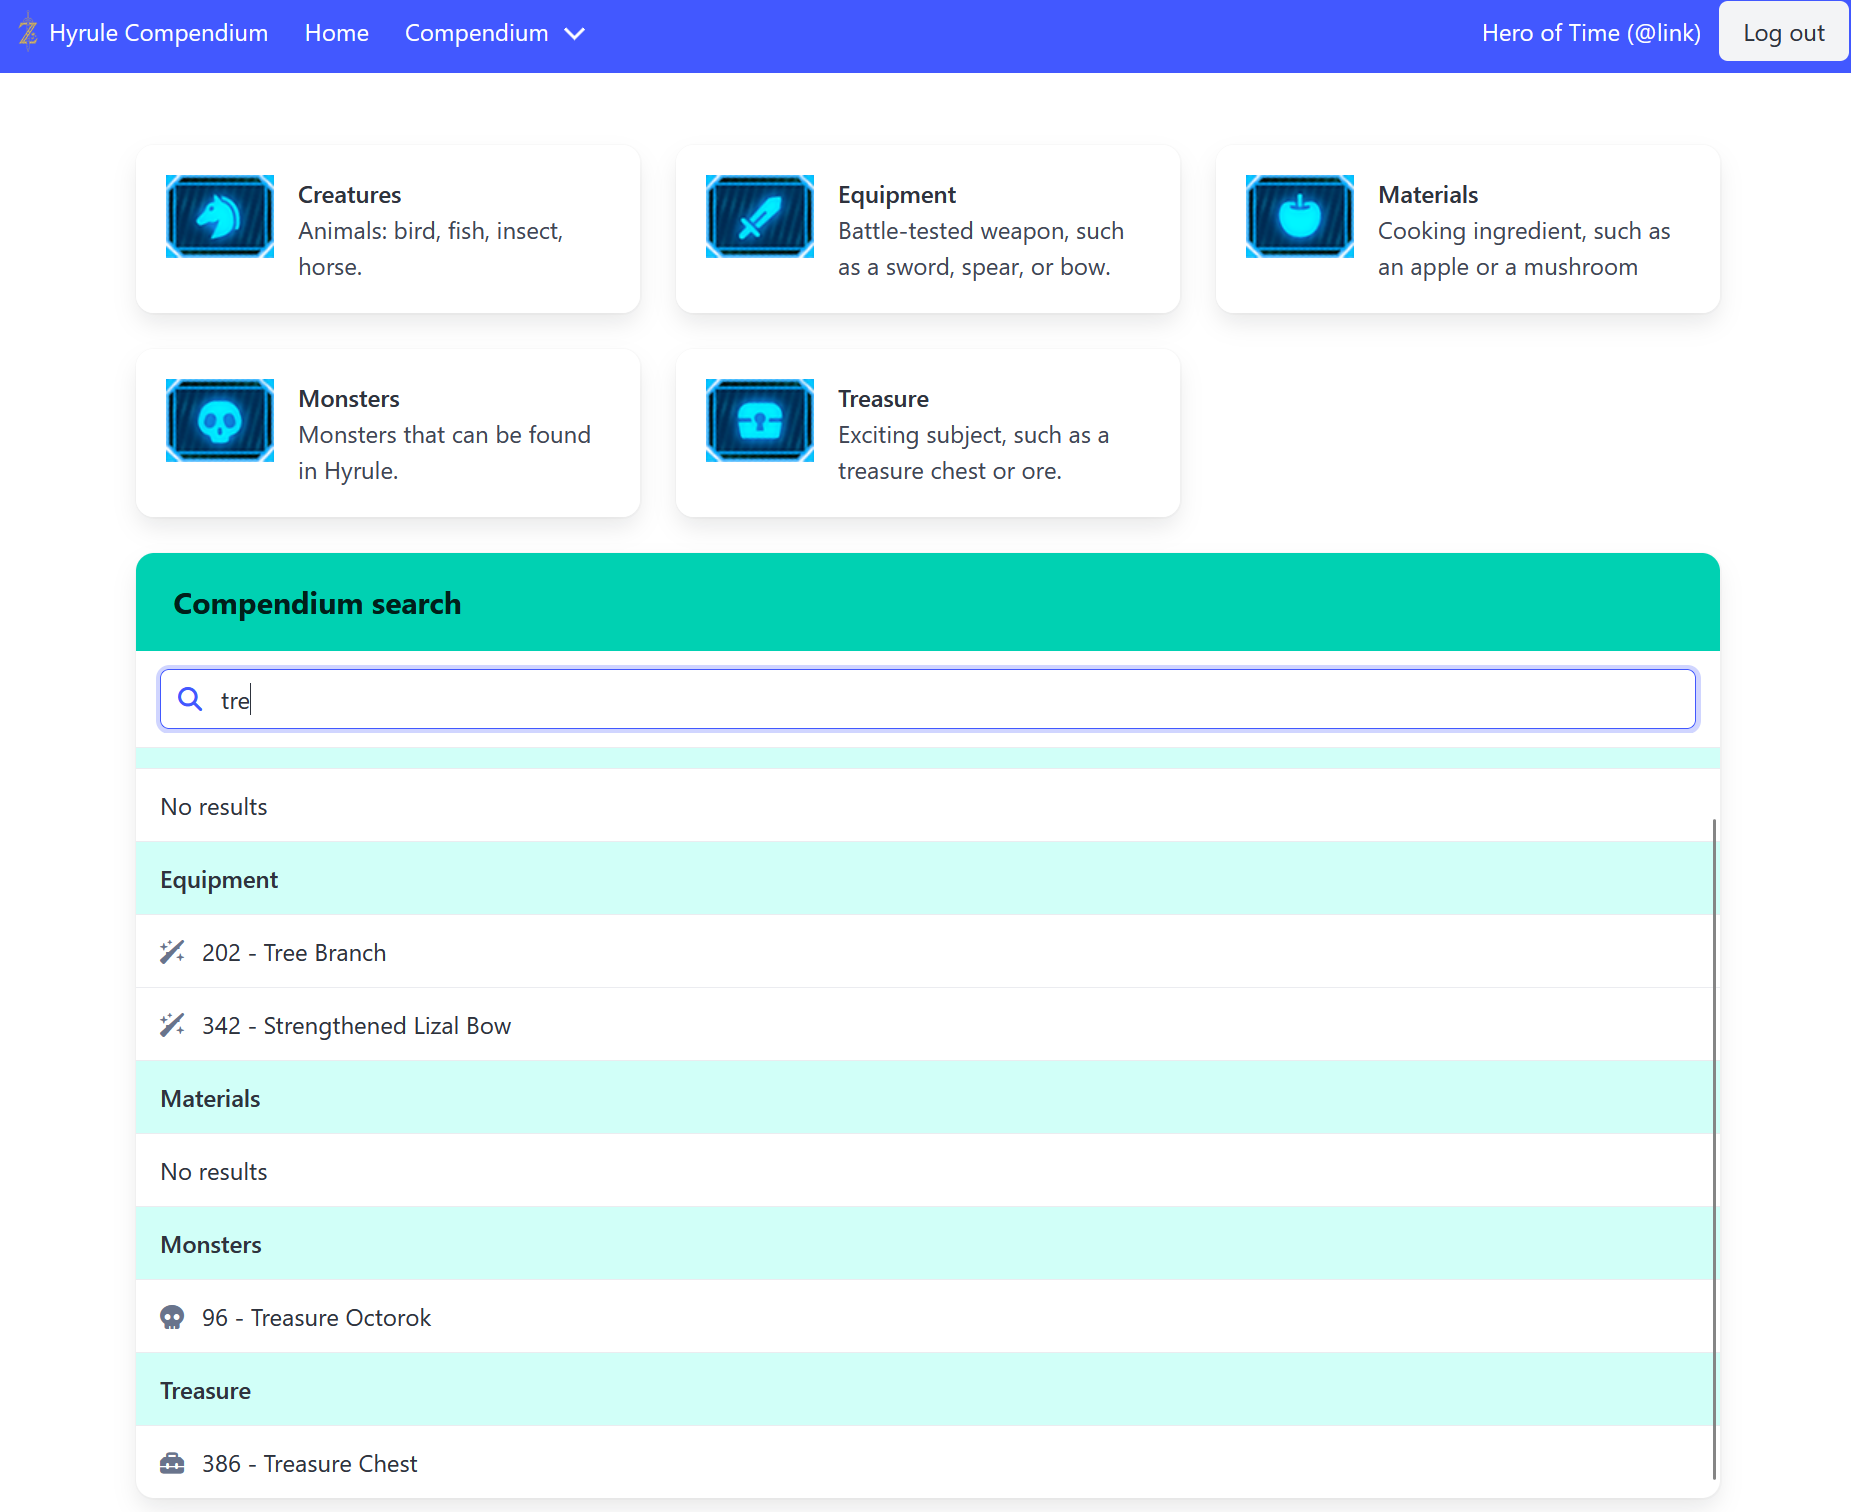 Hyrule Compendium Home Compendium Hero of Time (@link) Log out
Creatures
Animals: bird, fish, insect,
horse.
Equipment
Battle-tested weapon, such
as a sword, spear, or bow.
Materials
Cooking ingredient, such as
an apple or a mushroom
Monsters
Monsters that can be found
in Hyrule.
Treasure
Exciting subject, such as a
treasure chest or ore.
Compendium search
tre
No results
Equipment
202 - Tree Branch
342 - Strengthened Lizal Bow
Materials
No results
Monsters
96 - Treasure Octorok
Treasure
386 - Treasure Chest